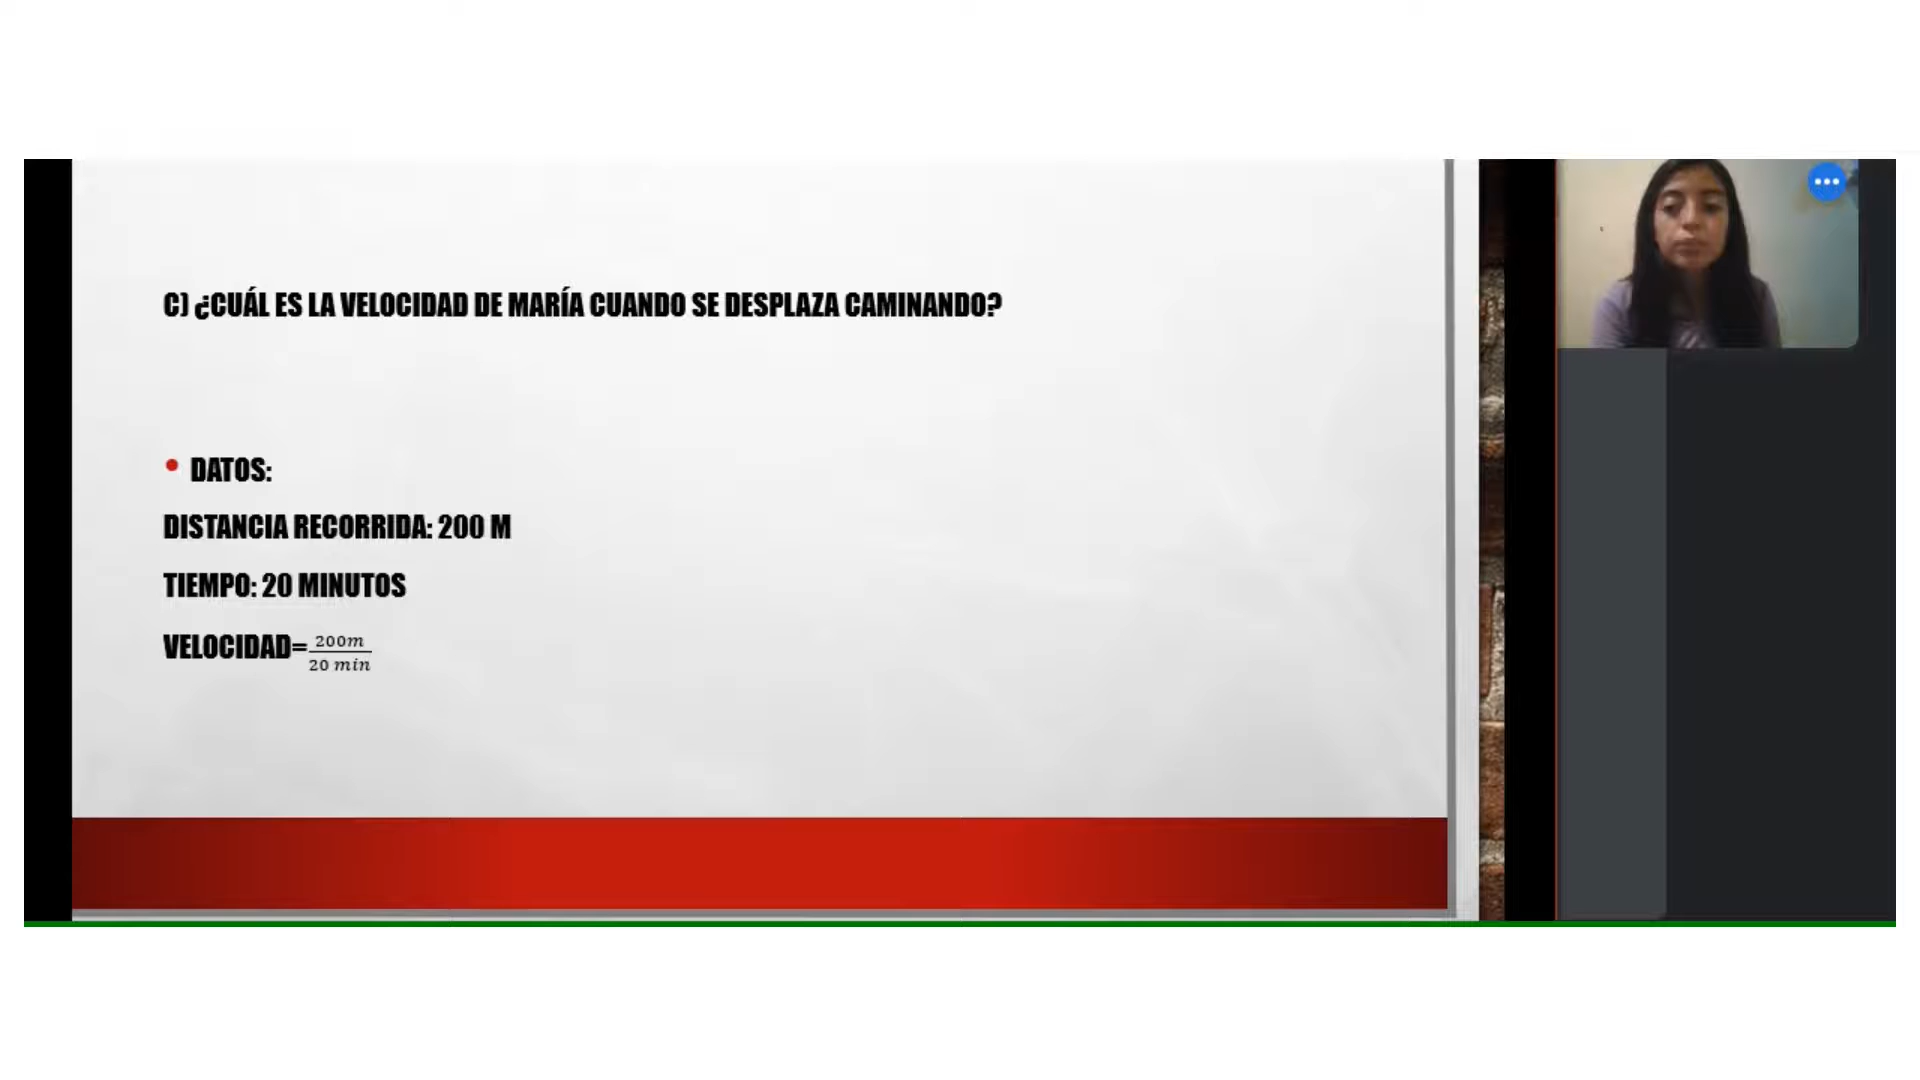 C) ¿CUÁL ES LA VELOCIDAD DE MARÍA CUANDO SE DESPLAZA CAMINANDO?
• DATOS:
DISTANCIA RECORRIDA: 200 M
TIEMPO: 20 MINUTOS
VELOCIDAD= 200m / 20 min